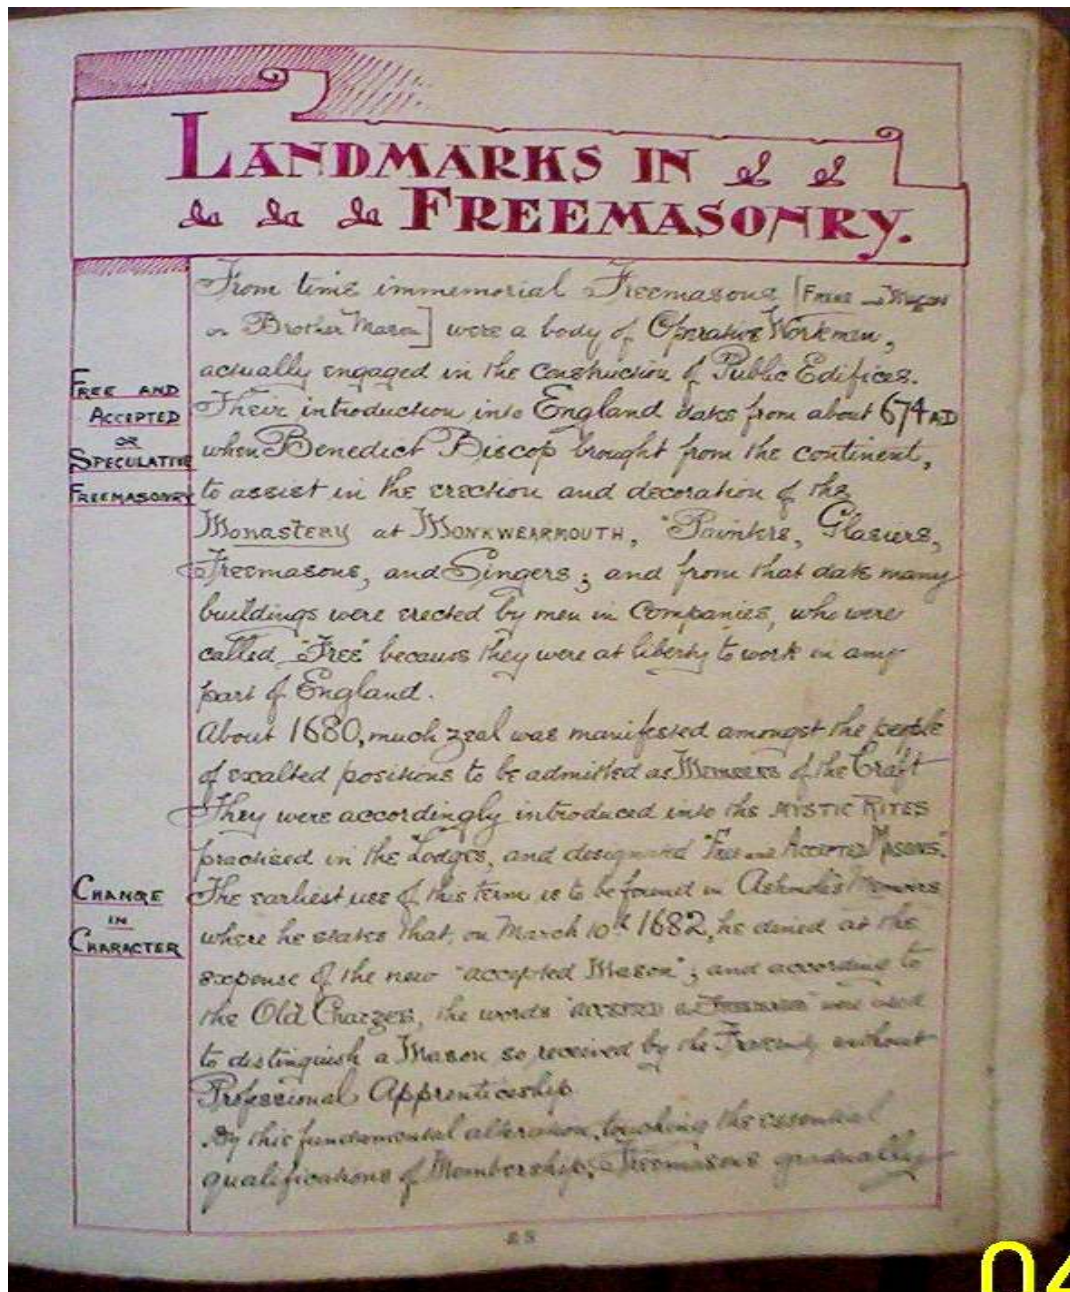 LANDMARKS IN
FREEMASONRY.
FREE AND
ACCEPTED
OR
SPECULATIVE
FREEMASONRY
From time immemorial Freemasons [Frere Maçon
or Brother Mason] were a body of Operative Workmen,
actually engaged in the Construction of Public Edifices.
Their introduction into England dates from about 674 AD
when Benedict Biscop brought from the continent,
to assist in the erection and decoration of the
Monastery at MONKWEARMOUTH, "Painters, Glasiers,
Freemasons, and Singers; and from that date many
buildings were erected by men in Companies, who were
called "Free" because they were at liberty to work in any
part of England.
About 1680, much zeal was manifested amongst the people
of exalted positions to be admitted as Members of the Craft
They were accordingly introduced into the MYSTIC RITES
practised in the Lodges, and designated "Free and ACCEPTED MASONS".
CHANGE
IN
CHARACTER
The earliest use of this term is to be found in Ashmole's Memoirs
where he states that, on March 10th 1682, he dined at the
expense of the new "accepted Mason"; and according to
the Old Charges, the words "ACCEPTED were used
to distinguish a Mason so received by the Fraternity without
Professional Apprenticeship
By this fundamental alteration, touching the essential
qualifications of Membership, Freemasons gradually
04